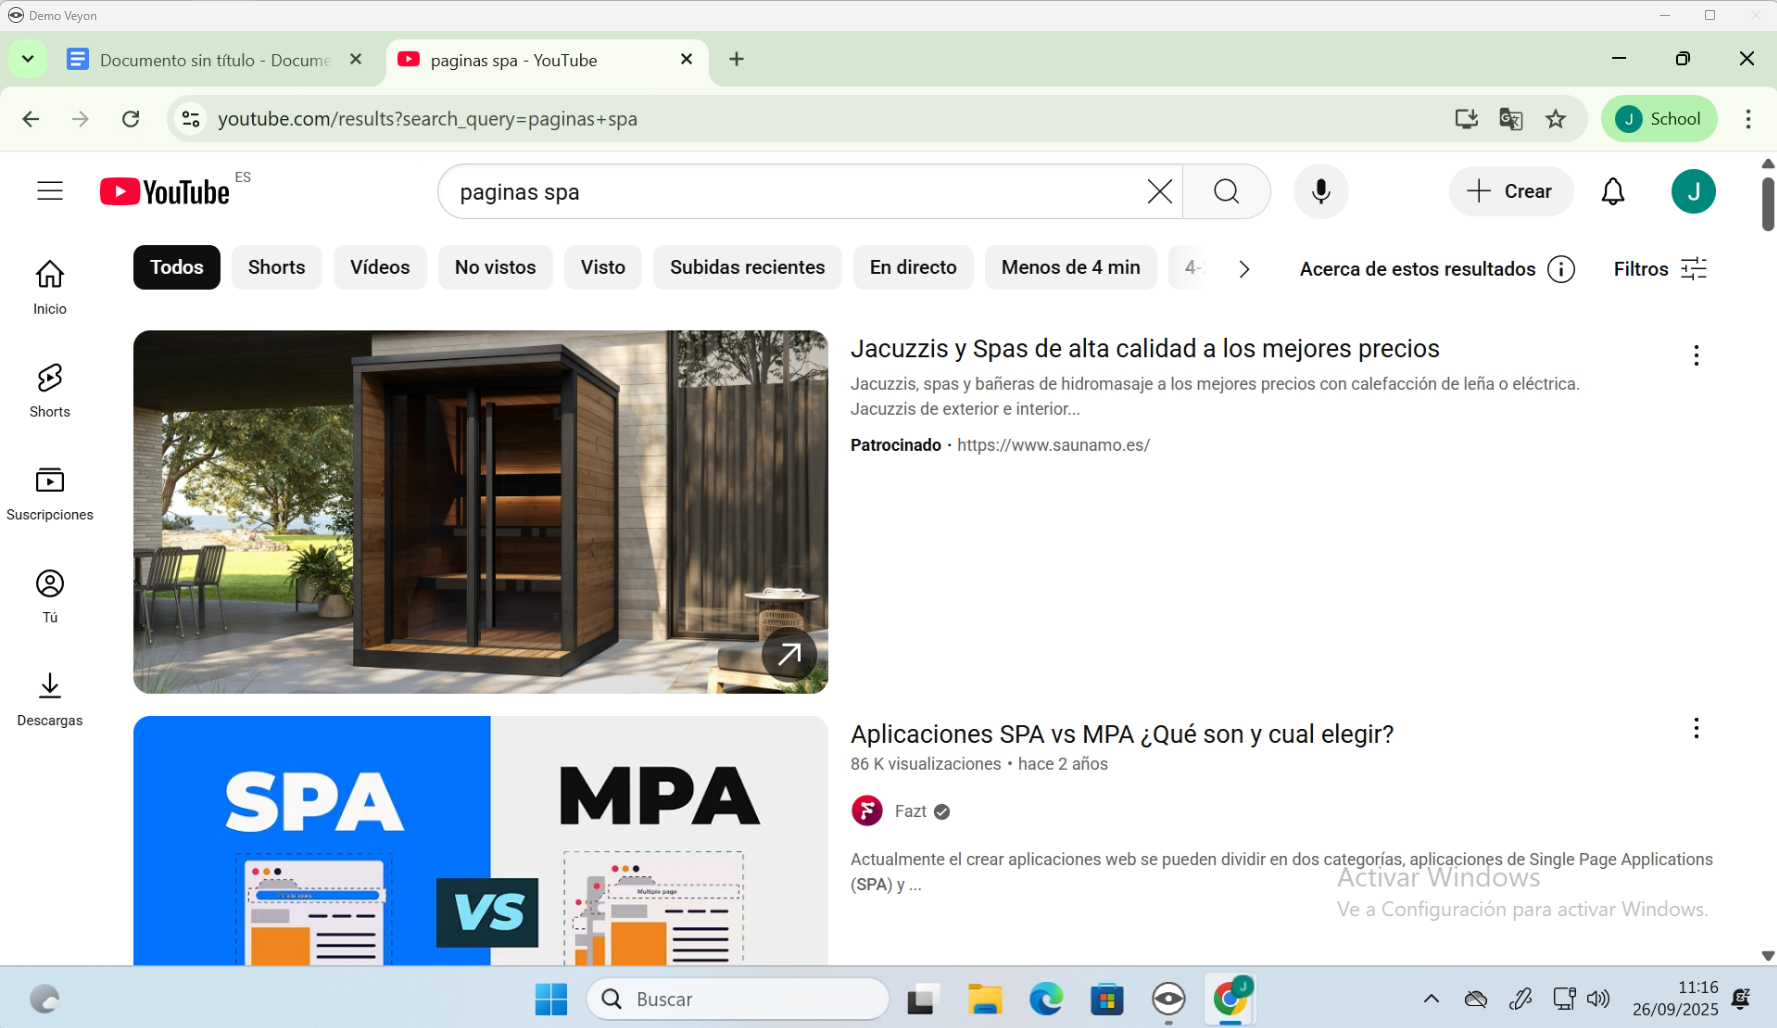 Demo Veyon
Documento sin título - Docume
paginas spa - YouTube
youtube.com/results?search_query=paginas+spa
J School
YouTube ES
paginas spa
Crear
J
Todos
Shorts
Vídeos
No vistos
Visto
Subidas recientes
En directo
Menos de 4 min
4-
Acerca de estos resultados
Filtros
Inicio
Shorts
Suscripciones
Tú
Descargas
Jacuzzis y Spas de alta calidad a los mejores precios
Jacuzzis, spas y bañeras de hidromasaje a los mejores precios con calefacción de leña o eléctrica.
Jacuzzis de exterior e interior...
Patrocinado · https://www.saunamo.es/
SPA
VS
MPA
Multiple page
Aplicaciones SPA vs MPA ¿Qué son y cual elegir?
86 K visualizaciones • hace 2 años
Fazt
Actualmente el crear aplicaciones web se pueden dividir en dos categorías, aplicaciones de Single Page Applications
(SPA) y ...
Activar Windows
Ve a Configuración para activar Windows.
Buscar
J
11:16
26/09/2025